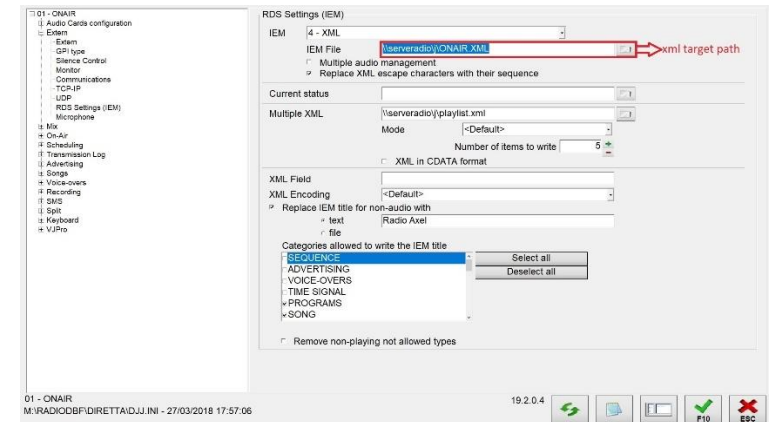 01 - ONAIR
Audio Cards configuration
Extern
Extern
GPI type
Silence Control
Monitor
Communications
TCP-IP
UDP
RDS Settings (IEM)
Microphone
Mix
On-Air
Scheduling
Transmission Log
Advertising
Songs
Voice-overs
Recording
SMS
Split
Keyboard
VJPro
RDS Settings (IEM)
IEM 4 - XML
IEM File \\serveradio\j\ONAIR.XML xml target path
Multiple audio management
Replace XML escape characters with their sequence
Current status
Multiple XML \\serveradio\j\playlist.xml
Mode <Default>
Number of items to write 5
XML in CDATA format
XML Field
XML Encoding <Default>
Replace IEM title for non-audio with
text Radio Axel
file
Categories allowed to write the IEM title
SEQUENCE Select all
ADVERTISING Deselect all
VOICE-OVERS
TIME SIGNAL
PROGRAMS
SONG
Remove non-playing not allowed types
01 - ONAIR
M:\RADIODBF\DIRETTA\DJJ.INI - 27/03/2018 17:57:06
19.2.0.4
F10 ESC